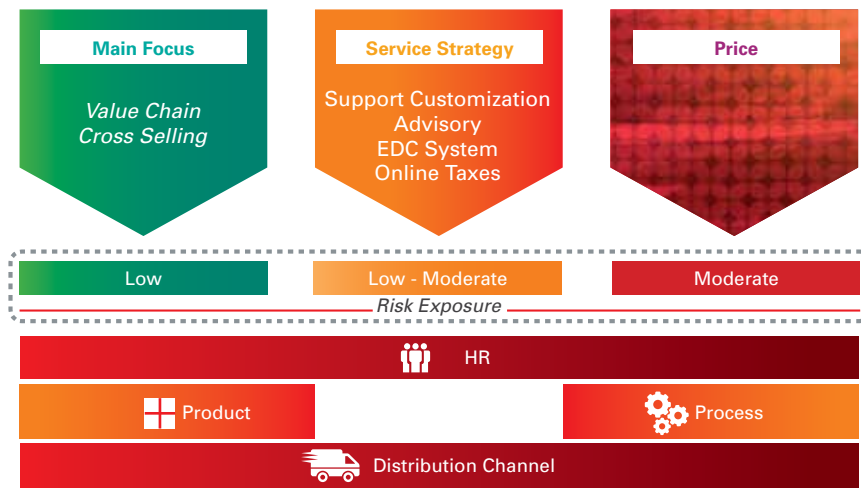 Main Focus
Service Strategy
Price
Value Chain
Cross Selling
Support Customization
Advisory
EDC System
Online Taxes
Low
Low - Moderate
Moderate
Risk Exposure
HR
Product
Process
Distribution Channel